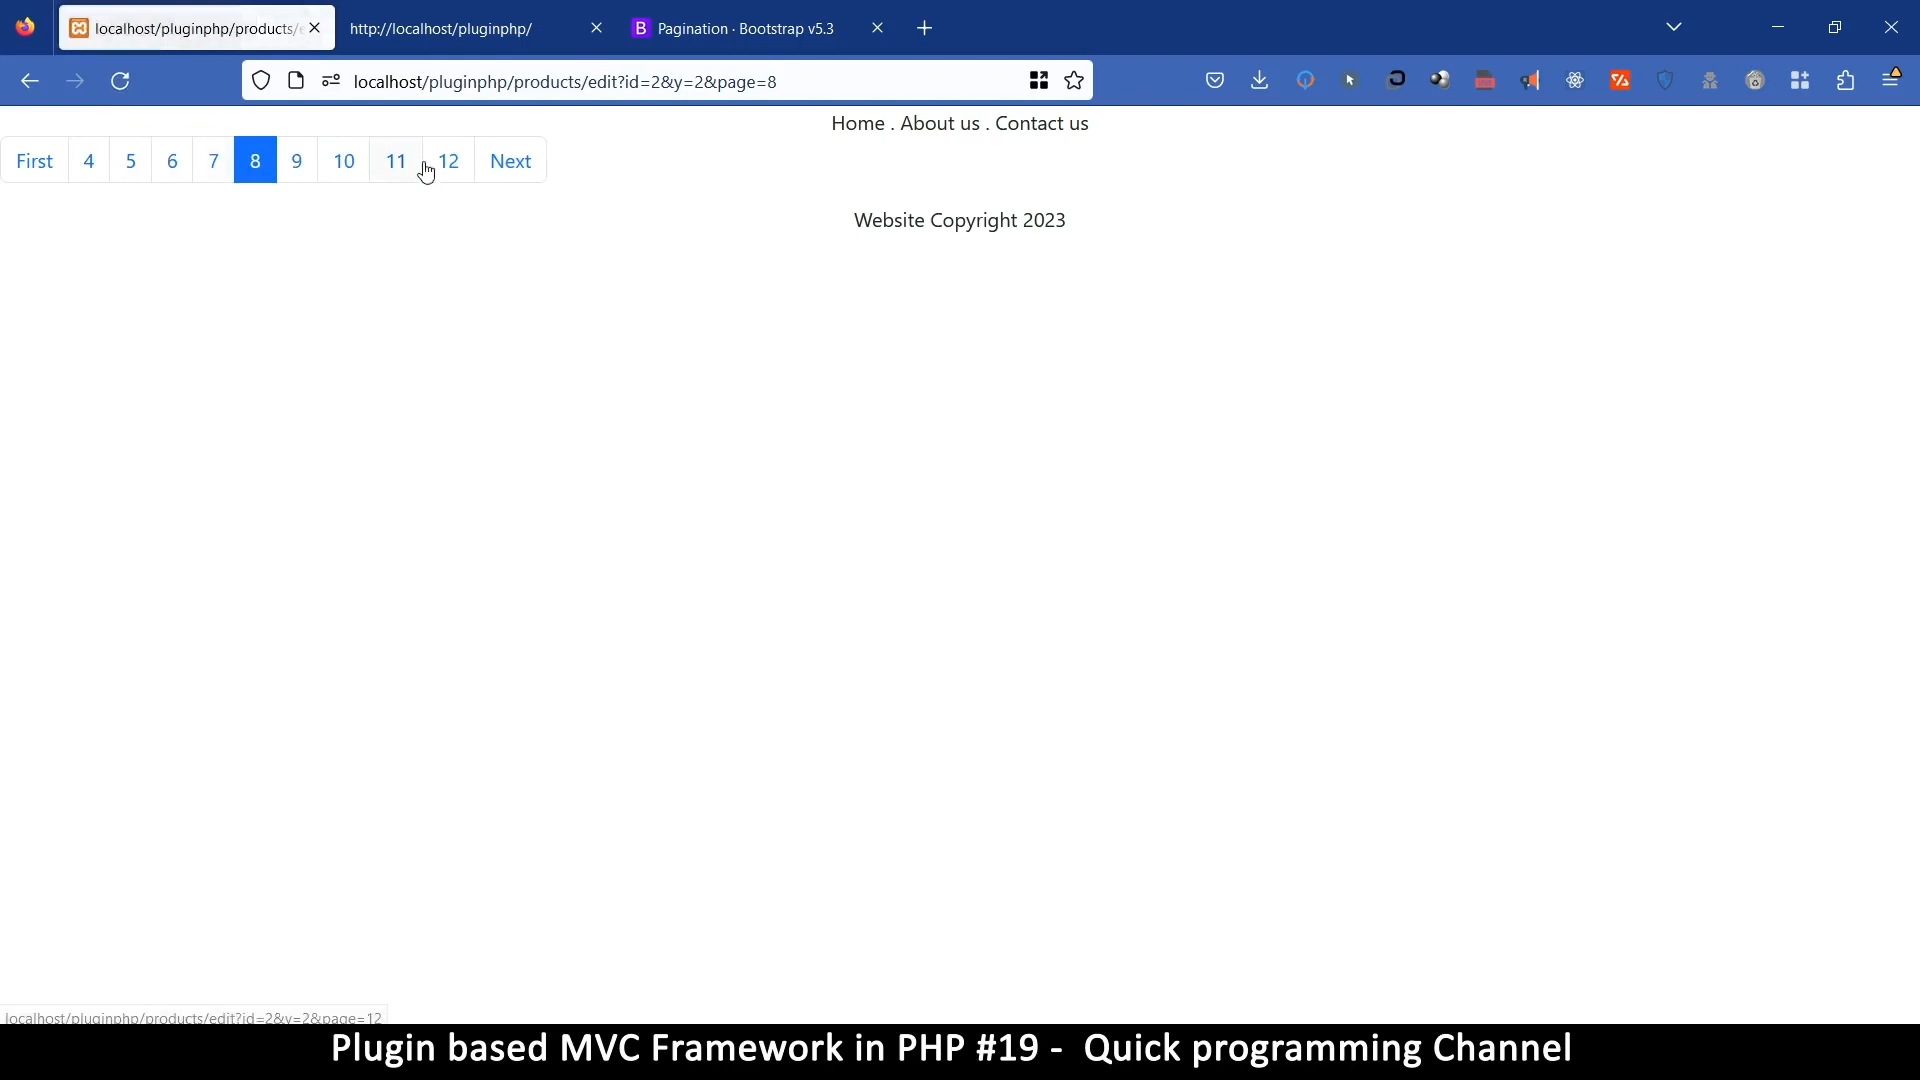 localhost/pluginphp/products/e
http://localhost/pluginphp/
B Pagination · Bootstrap v5.3
localhost/pluginphp/products/edit?id=2&y=2&page=8
Home . About us . Contact us
First 4 5 6 7 8 9 10 11 12 Next
Website Copyright 2023
localhost/pluginphp/products/edit?id=2&y=2&page=12
Plugin based MVC Framework in PHP #19 - Quick programming Channel